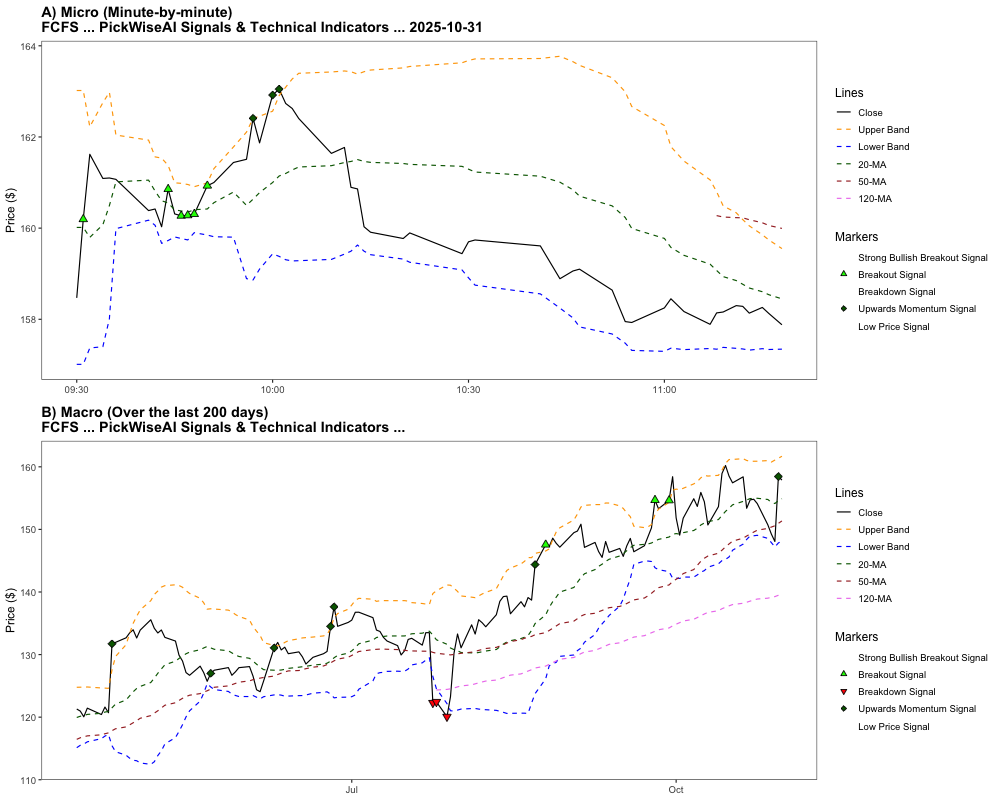 A) Micro (Minute-by-minute)
FCFS ... PickWiseAI Signals & Technical Indicators ... 2025-10-31
164
162
160
158
Price ($)
09:30
10:00
10:30
11:00
Lines
Close
Upper Band
Lower Band
20-MA
50-MA
120-MA
Markers
Strong Bullish Breakout Signal
Breakout Signal
Breakdown Signal
Upwards Momentum Signal
Low Price Signal
B) Macro (Over the last 200 days)
FCFS ... PickWiseAI Signals & Technical Indicators ...
160
150
140
130
120
110
Price ($)
Jul
Oct
Lines
Close
Upper Band
Lower Band
20-MA
50-MA
120-MA
Markers
Strong Bullish Breakout Signal
Breakout Signal
Breakdown Signal
Upwards Momentum Signal
Low Price Signal